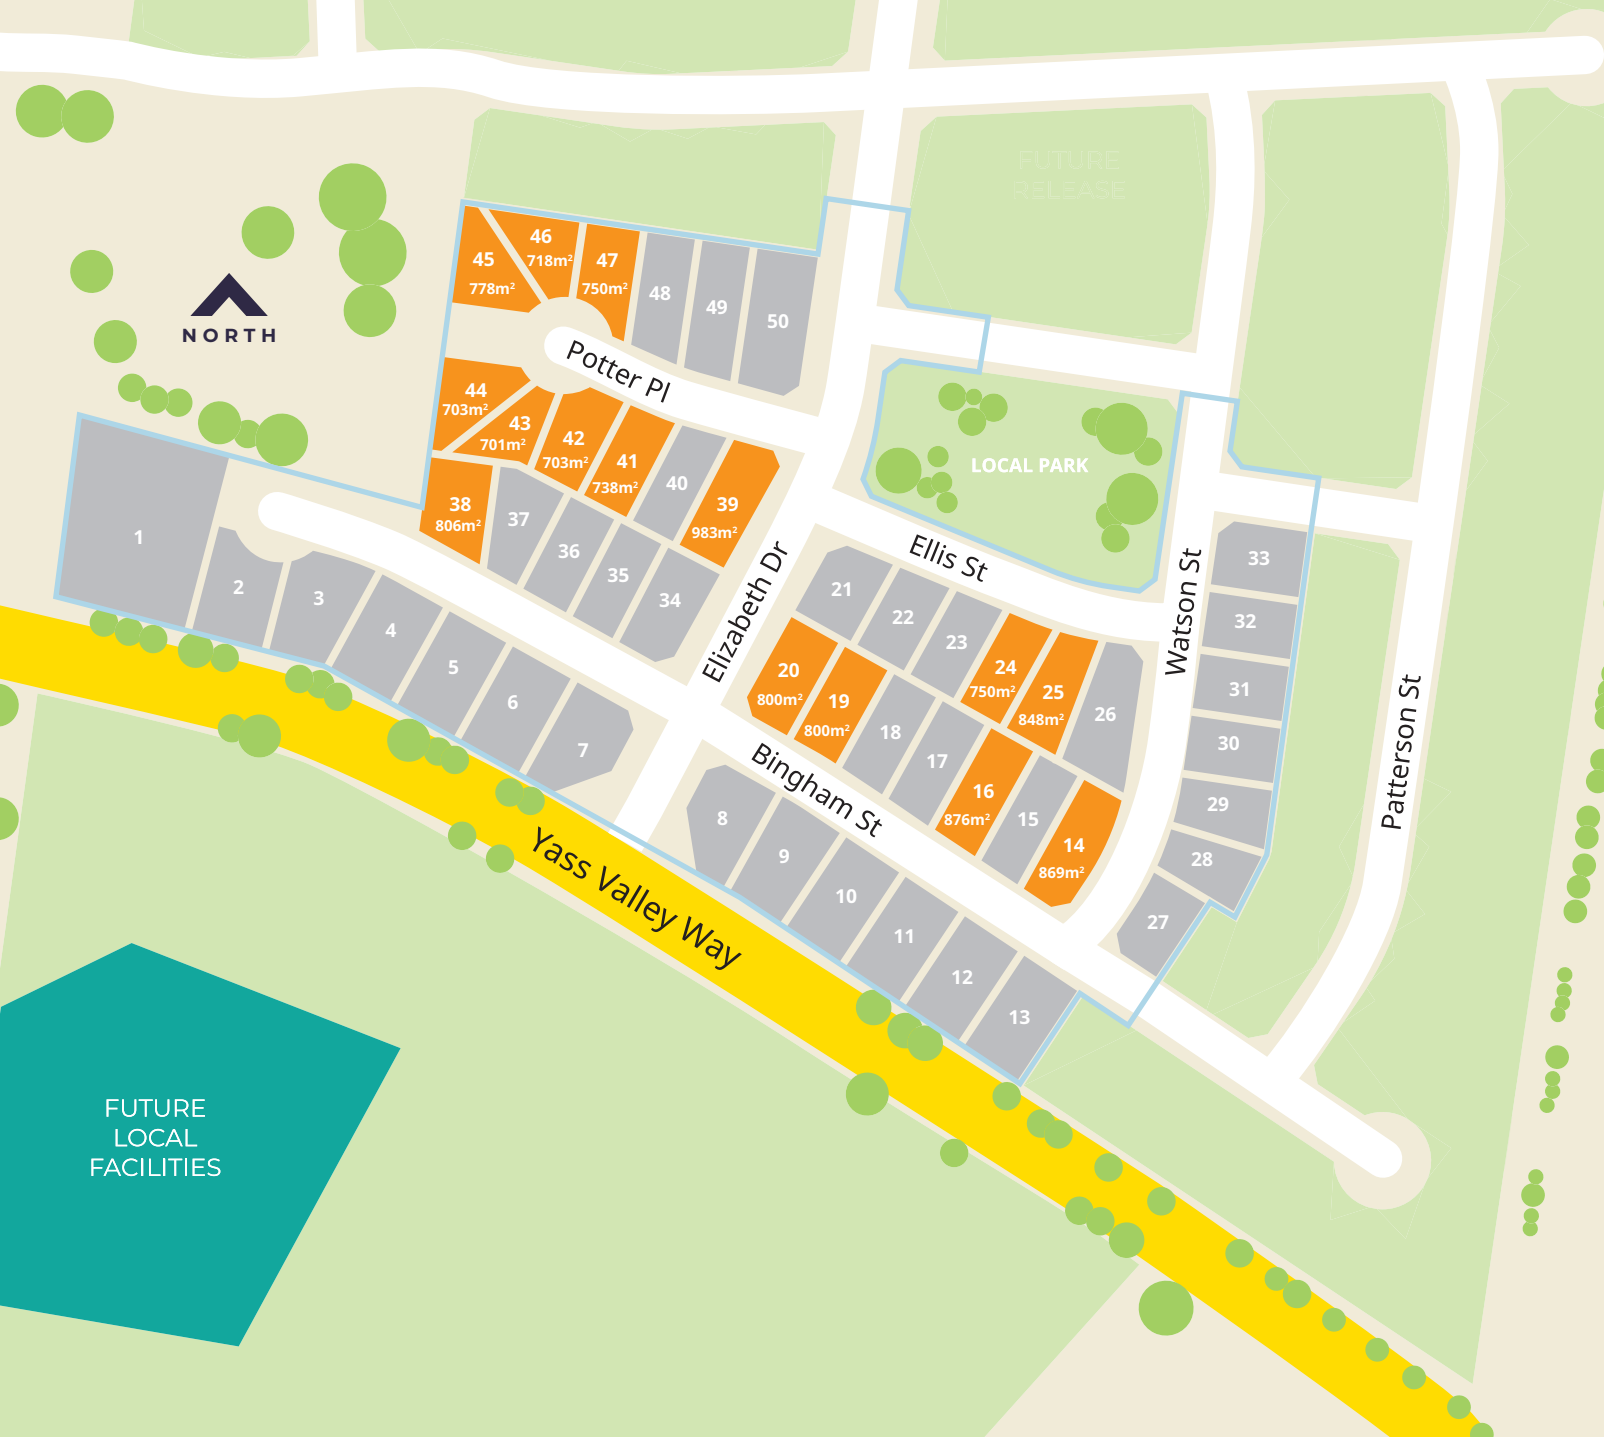 FUTURE
RELEASE
46
718m²
45
778m²
47
750m²
48
49
50
NORTH
Potter Pl
44
703m²
43
701m²
42
703m²
41
738m²
40
39
983m²
LOCAL PARK
38
806m²
37
36
35
34
1
2
3
4
5
6
7
Elizabeth Dr
Ellis St
Watson St
Patterson St
33
32
31
30
29
28
27
21
22
23
24
750m²
25
848m²
26
20
800m²
19
800m²
18
17
16
876m²
15
14
869m²
Bingham St
8
9
10
11
12
13
Yass Valley Way
FUTURE
LOCAL
FACILITIES